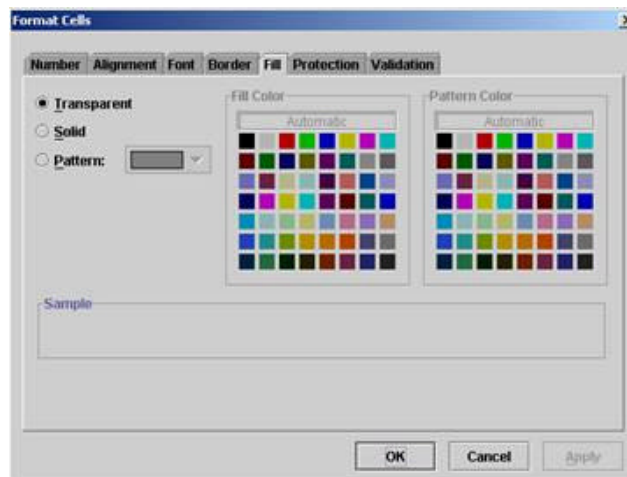 Format Cells
Number Alignment Font Border Fill Protection Validation
Transparent
Solid
Pattern:
Fill Color
Automatic
Pattern Color
Automatic
Sample
OK Cancel Apply